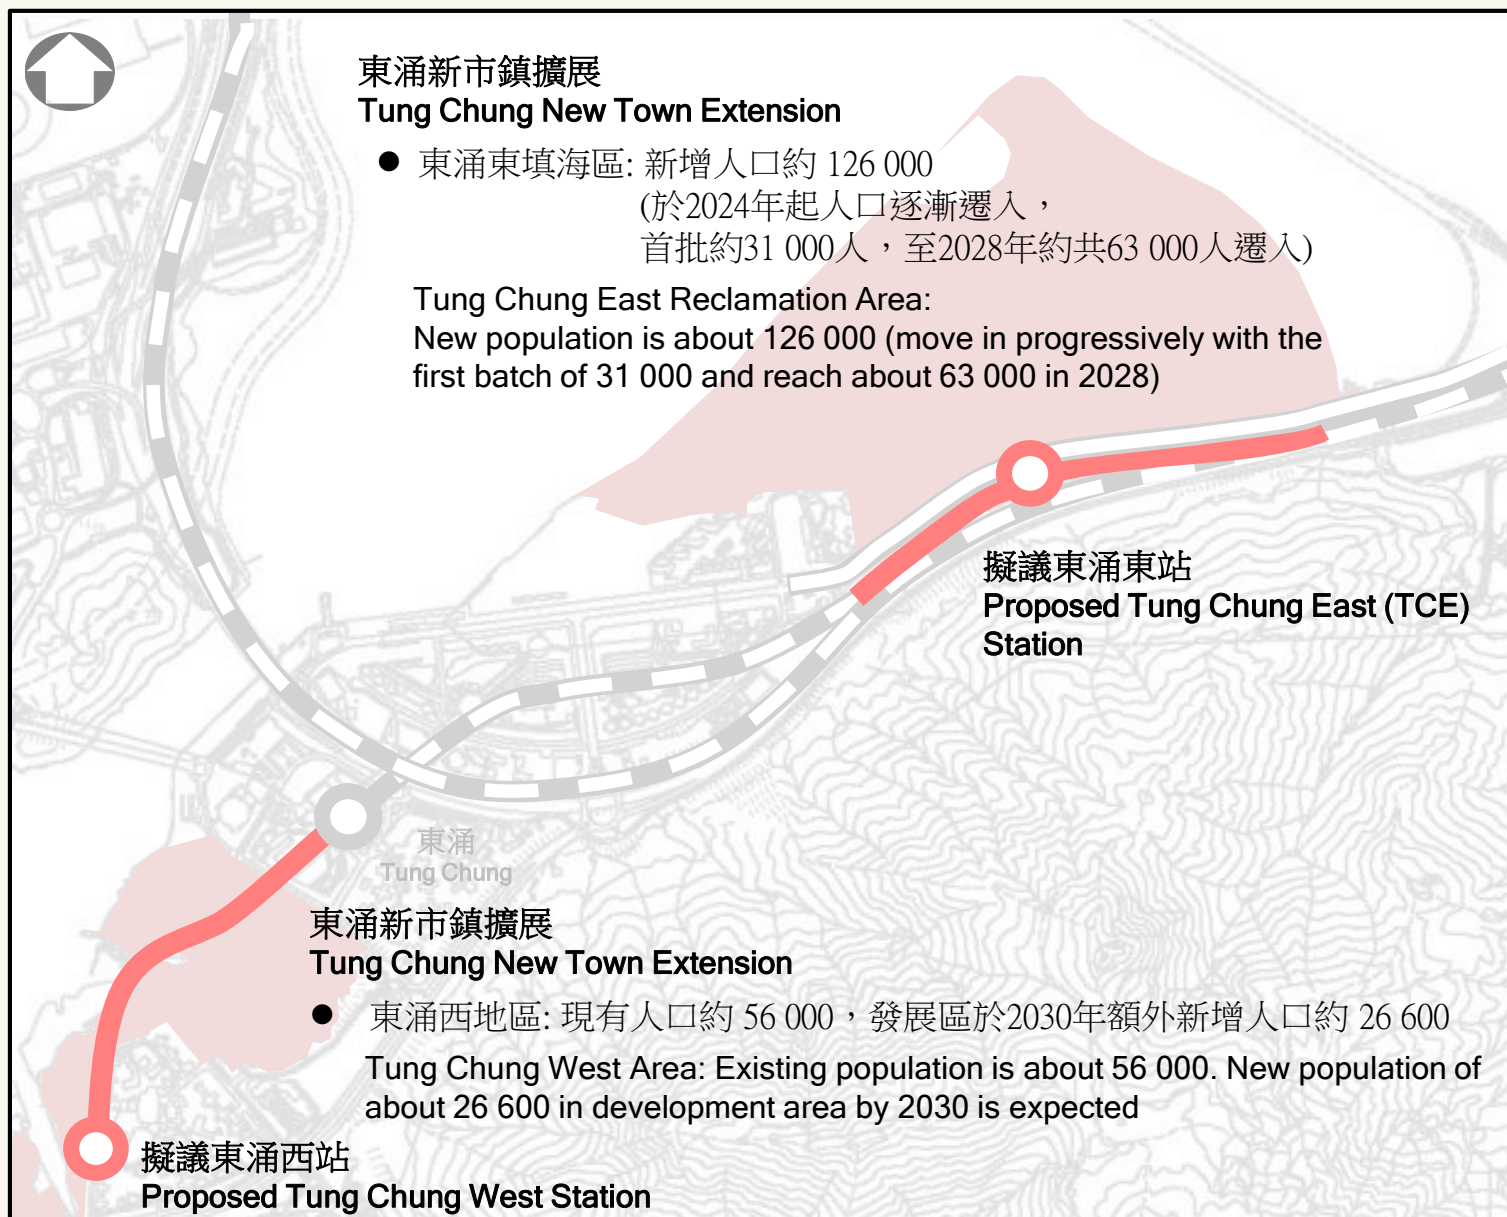 東涌新市鎮擴展
Tung Chung New Town Extension
● 東涌東填海區: 新增人口約 126 000
(於2024年起人口逐漸遷入，
首批約31 000人，至2028年約共63 000人遷入)
Tung Chung East Reclamation Area:
New population is about 126 000 (move in progressively with the
first batch of 31 000 and reach about 63 000 in 2028)
擬議東涌東站
Proposed Tung Chung East (TCE)
Station
東涌
Tung Chung
東涌新市鎮擴展
Tung Chung New Town Extension
● 東涌西地區: 現有人口約 56 000，發展區於2030年額外新增人口約 26 600
Tung Chung West Area: Existing population is about 56 000. New population of
about 26 600 in development area by 2030 is expected
擬議東涌西站
Proposed Tung Chung West Station